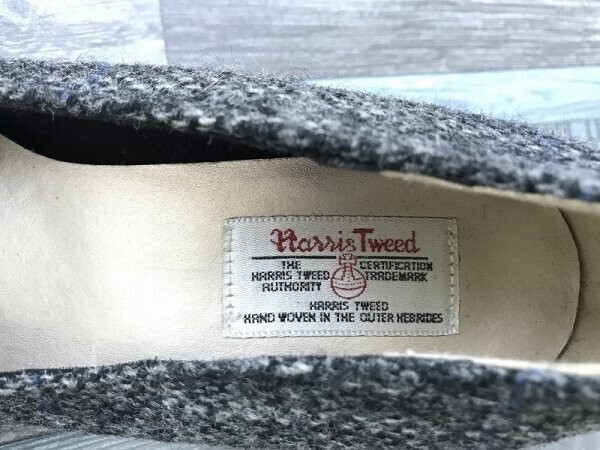 Harris Tweed
THE CERTIFICATION
HARRIS TWEED TRADEMARK
AUTHORITY
HARRIS TWEED
HAND WOVEN IN THE OUTER HEBRIDES